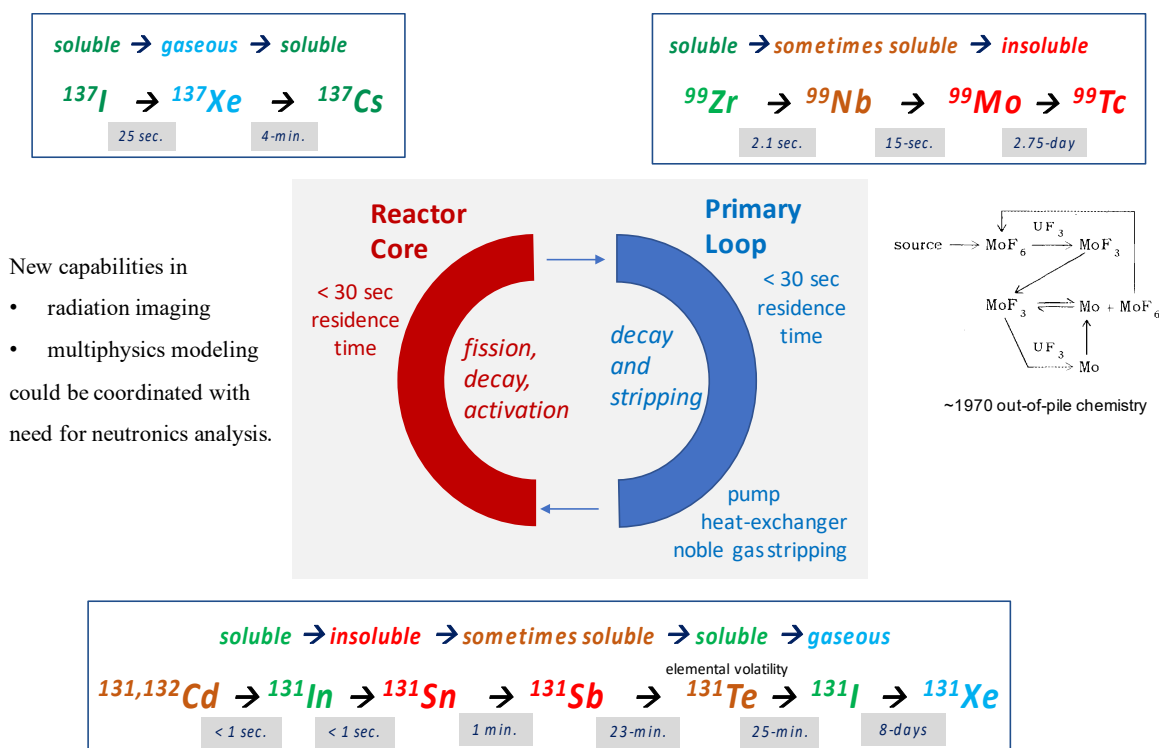 soluble → gaseous → soluble
¹³⁷I → ¹³⁷Xe → ¹³⁷Cs
25 sec. 4-min.
soluble → sometimes soluble → insoluble
⁹⁹Zr → ⁹⁹Nb → ⁹⁹Mo → ⁹⁹Tc
2.1 sec. 15-sec. 2.75-day
New capabilities in
• radiation imaging
• multiphysics modeling
could be coordinated with
need for neutronics analysis.
Reactor
Core
< 30 sec
residence
time
fission,
decay,
activation
Primary
Loop
< 30 sec
residence
time
decay
and
stripping
pump
heat-exchanger
noble gas stripping
UF₃
source → MoF₆ → MoF₃
MoF₃ ⇌ Mo + MoF₆
UF₃
Mo
~1970 out-of-pile chemistry
soluble → insoluble → sometimes soluble → soluble → gaseous
elemental volatility
¹³¹,¹³²Cd → ¹³¹In → ¹³¹Sn → ¹³¹Sb → ¹³¹Te → ¹³¹I → ¹³¹Xe
< 1 sec. < 1 sec. 1 min. 23-min. 25-min. 8-days